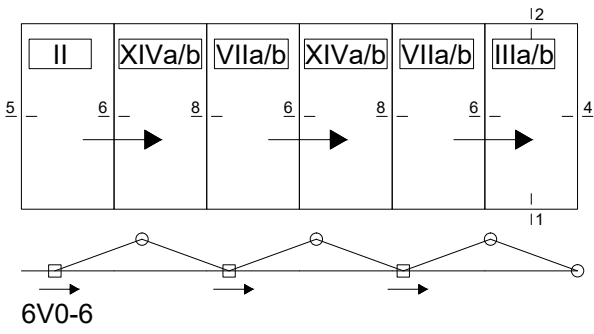 2
II XIVa/b VIIa/b XIVa/b VIIa/b IIIa/b
5 6 8 6 8 6 4
1
6V0-6